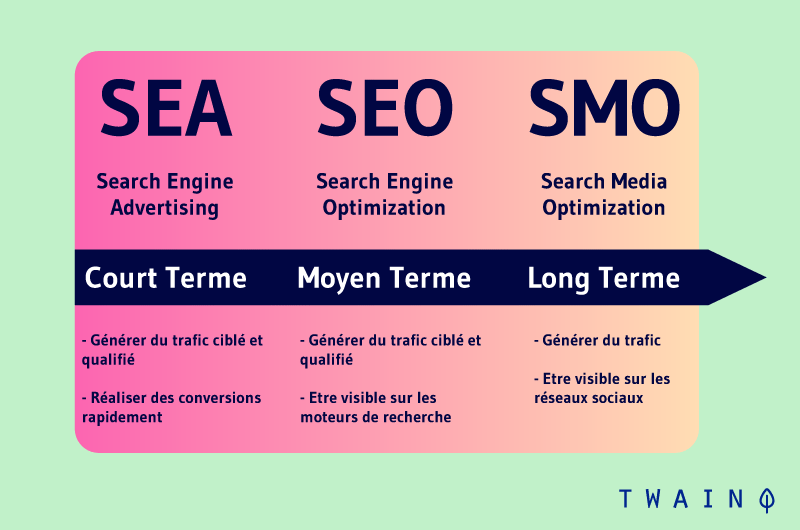 SEA
Search Engine
Advertising
SEO
Search Engine
Optimization
SMO
Search Media
Optimization
Court Terme
Moyen Terme
Long Terme
- Générer du trafic ciblé et
qualifié
- Réaliser des conversions
rapidement
- Générer du trafic ciblé et
qualifié
- Etre visible sur les
moteurs de recherche
- Générer du trafic
- Etre visible sur les
réseaux sociaux
TWAINO